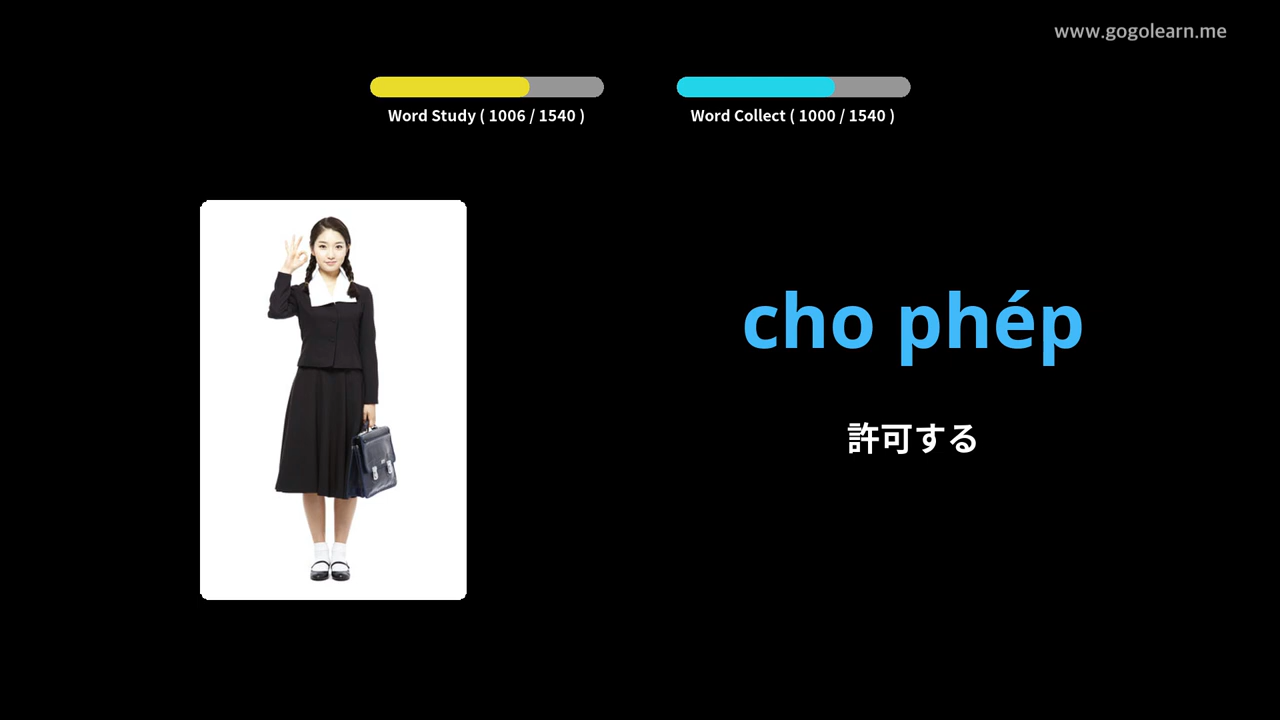 www.gogolearn.me
Word Study ( 1006 / 1540 )
Word Collect ( 1000 / 1540 )
cho phép
許可する